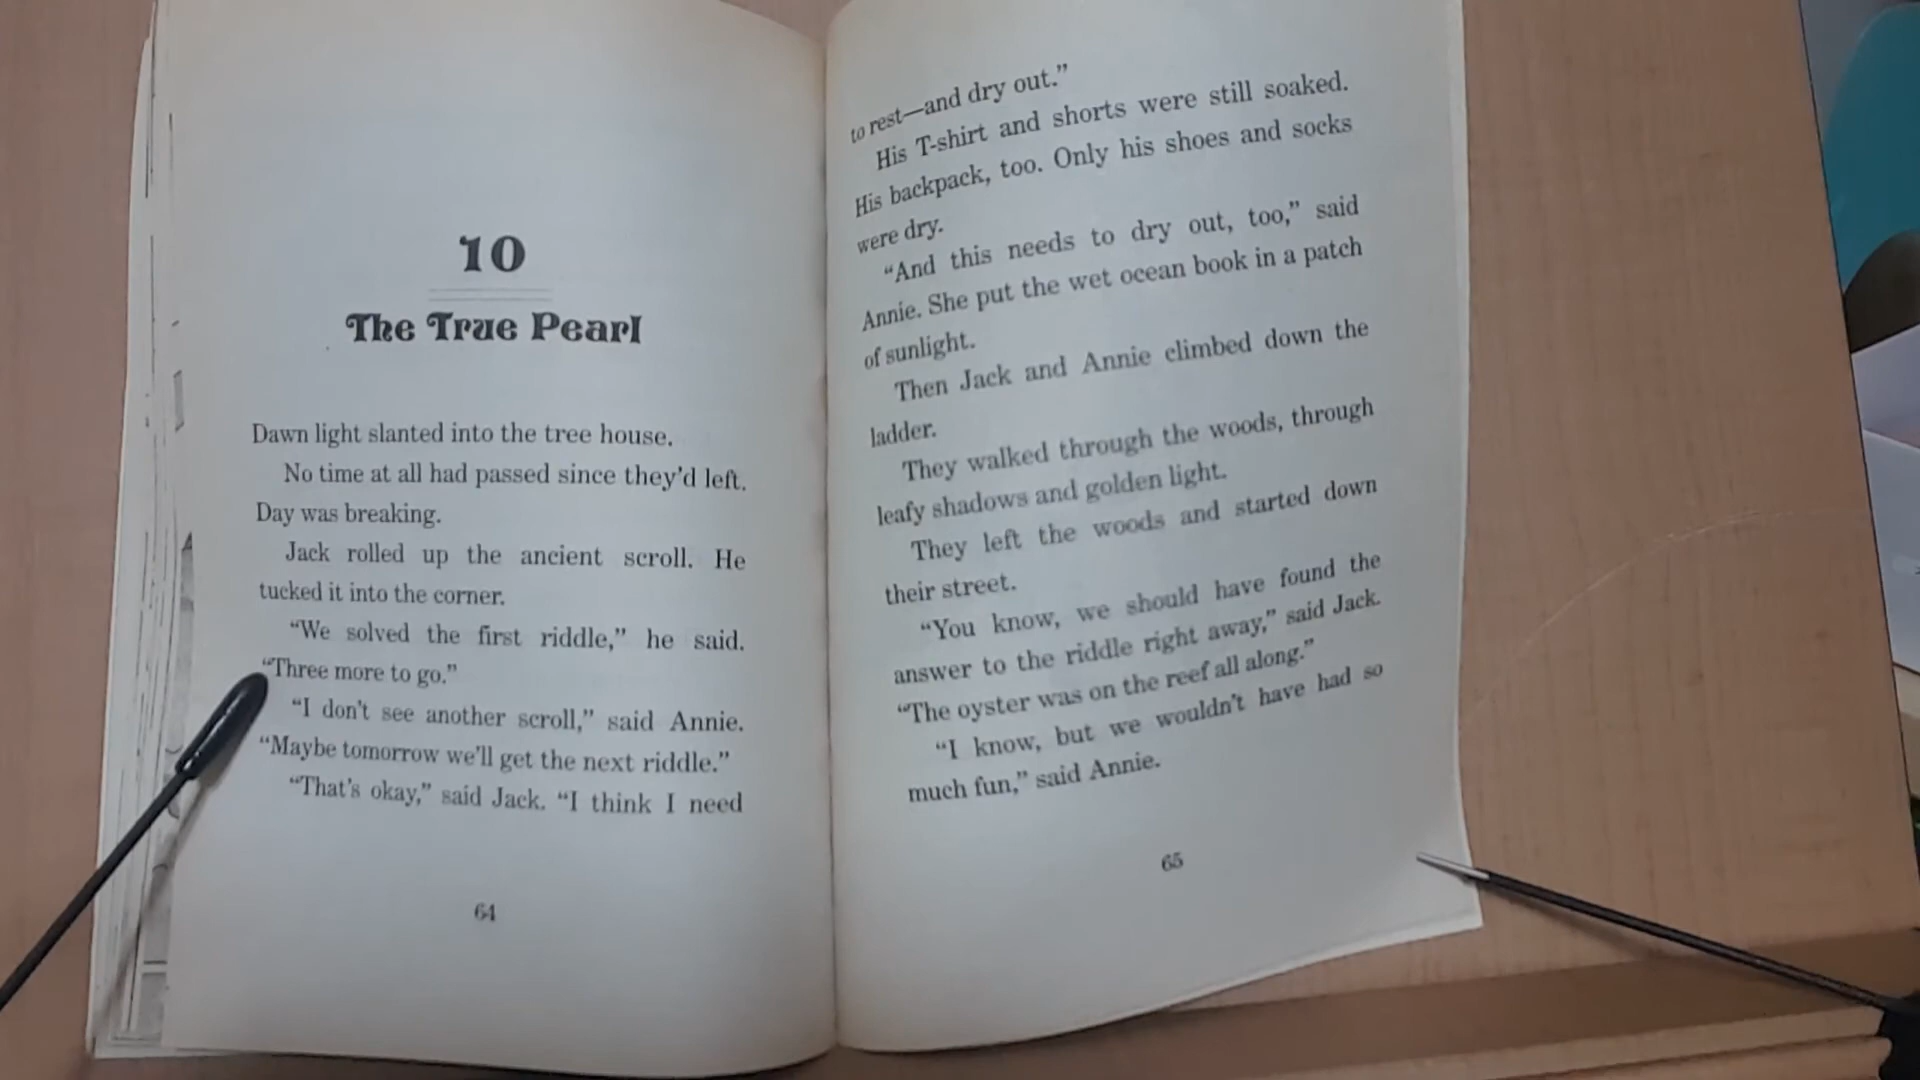 10
The True Pearl
Dawn light slanted into the tree house.
No time at all had passed since they'd left.
Day was breaking.
Jack rolled up the ancient scroll. He
tucked it into the corner.
“We solved the first riddle,” he said.
“Three more to go.”
“I don't see another scroll,” said Annie.
“Maybe tomorrow we'll get the next riddle.”
“That's okay,” said Jack. “I think I need
64
to rest—and dry out.”
His T-shirt and shorts were still soaked.
His backpack, too. Only his shoes and socks
were dry.
“And this needs to dry out, too,” said
Annie. She put the wet ocean book in a patch
of sunlight.
Then Jack and Annie climbed down the
ladder.
They walked through the woods, through
leafy shadows and golden light.
They left the woods and started down
their street.
“You know, we should have found the
answer to the riddle right away,” said Jack.
“The oyster was on the reef all along.”
“I know, but we wouldn't have had so
much fun,” said Annie.
65